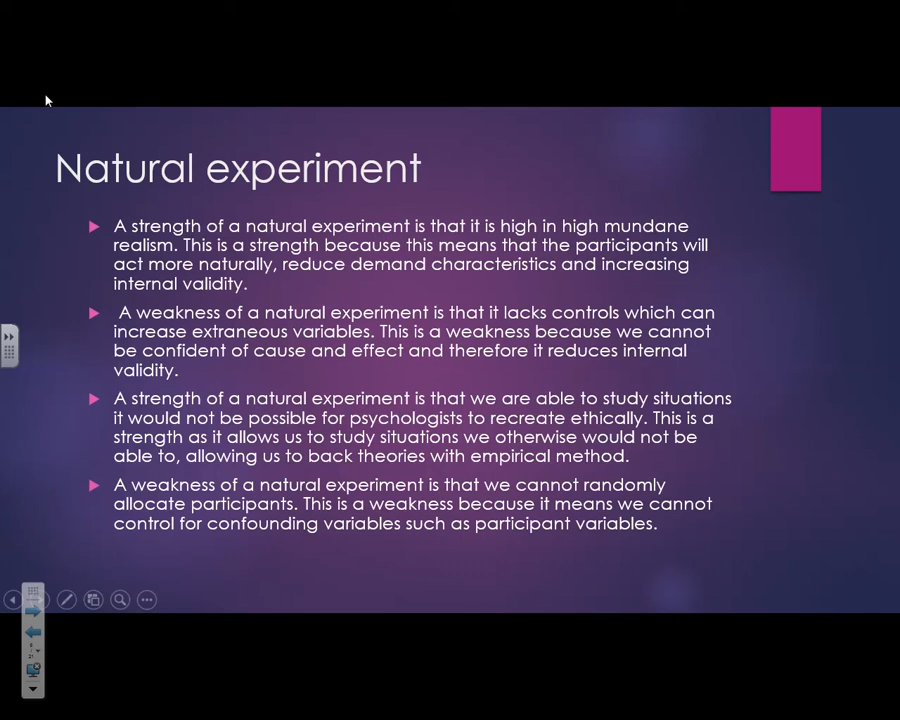 Natural experiment
A strength of a natural experiment is that it is high in high mundane
realism. This is a strength because this means that the participants will
act more naturally, reduce demand characteristics and increasing
internal validity.
A weakness of a natural experiment is that it lacks controls which can
increase extraneous variables. This is a weakness because we cannot
be confident of cause and effect and therefore it reduces internal
validity.
A strength of a natural experiment is that we are able to study situations
it would not be possible for psychologists to recreate ethically. This is a
strength as it allows us to study situations we otherwise would not be
able to, allowing us to back theories with empirical method.
A weakness of a natural experiment is that we cannot randomly
allocate participants. This is a weakness because it means we cannot
control for confounding variables such as participant variables.